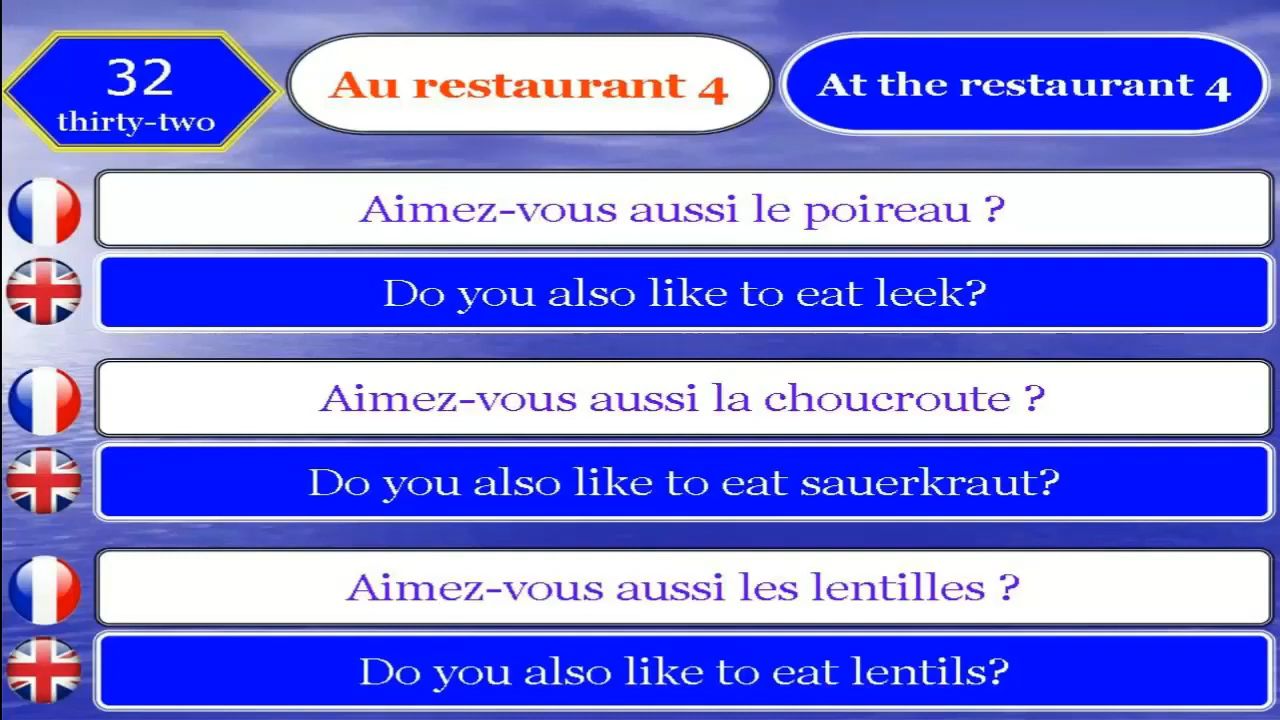 32
thirty-two
Au restaurant 4
At the restaurant 4
Aimez-vous aussi le poireau ?
Do you also like to eat leek?
Aimez-vous aussi la choucroute ?
Do you also like to eat sauerkraut?
Aimez-vous aussi les lentilles ?
Do you also like to eat lentils?